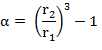 α = (r₂/r₁)³ − 1